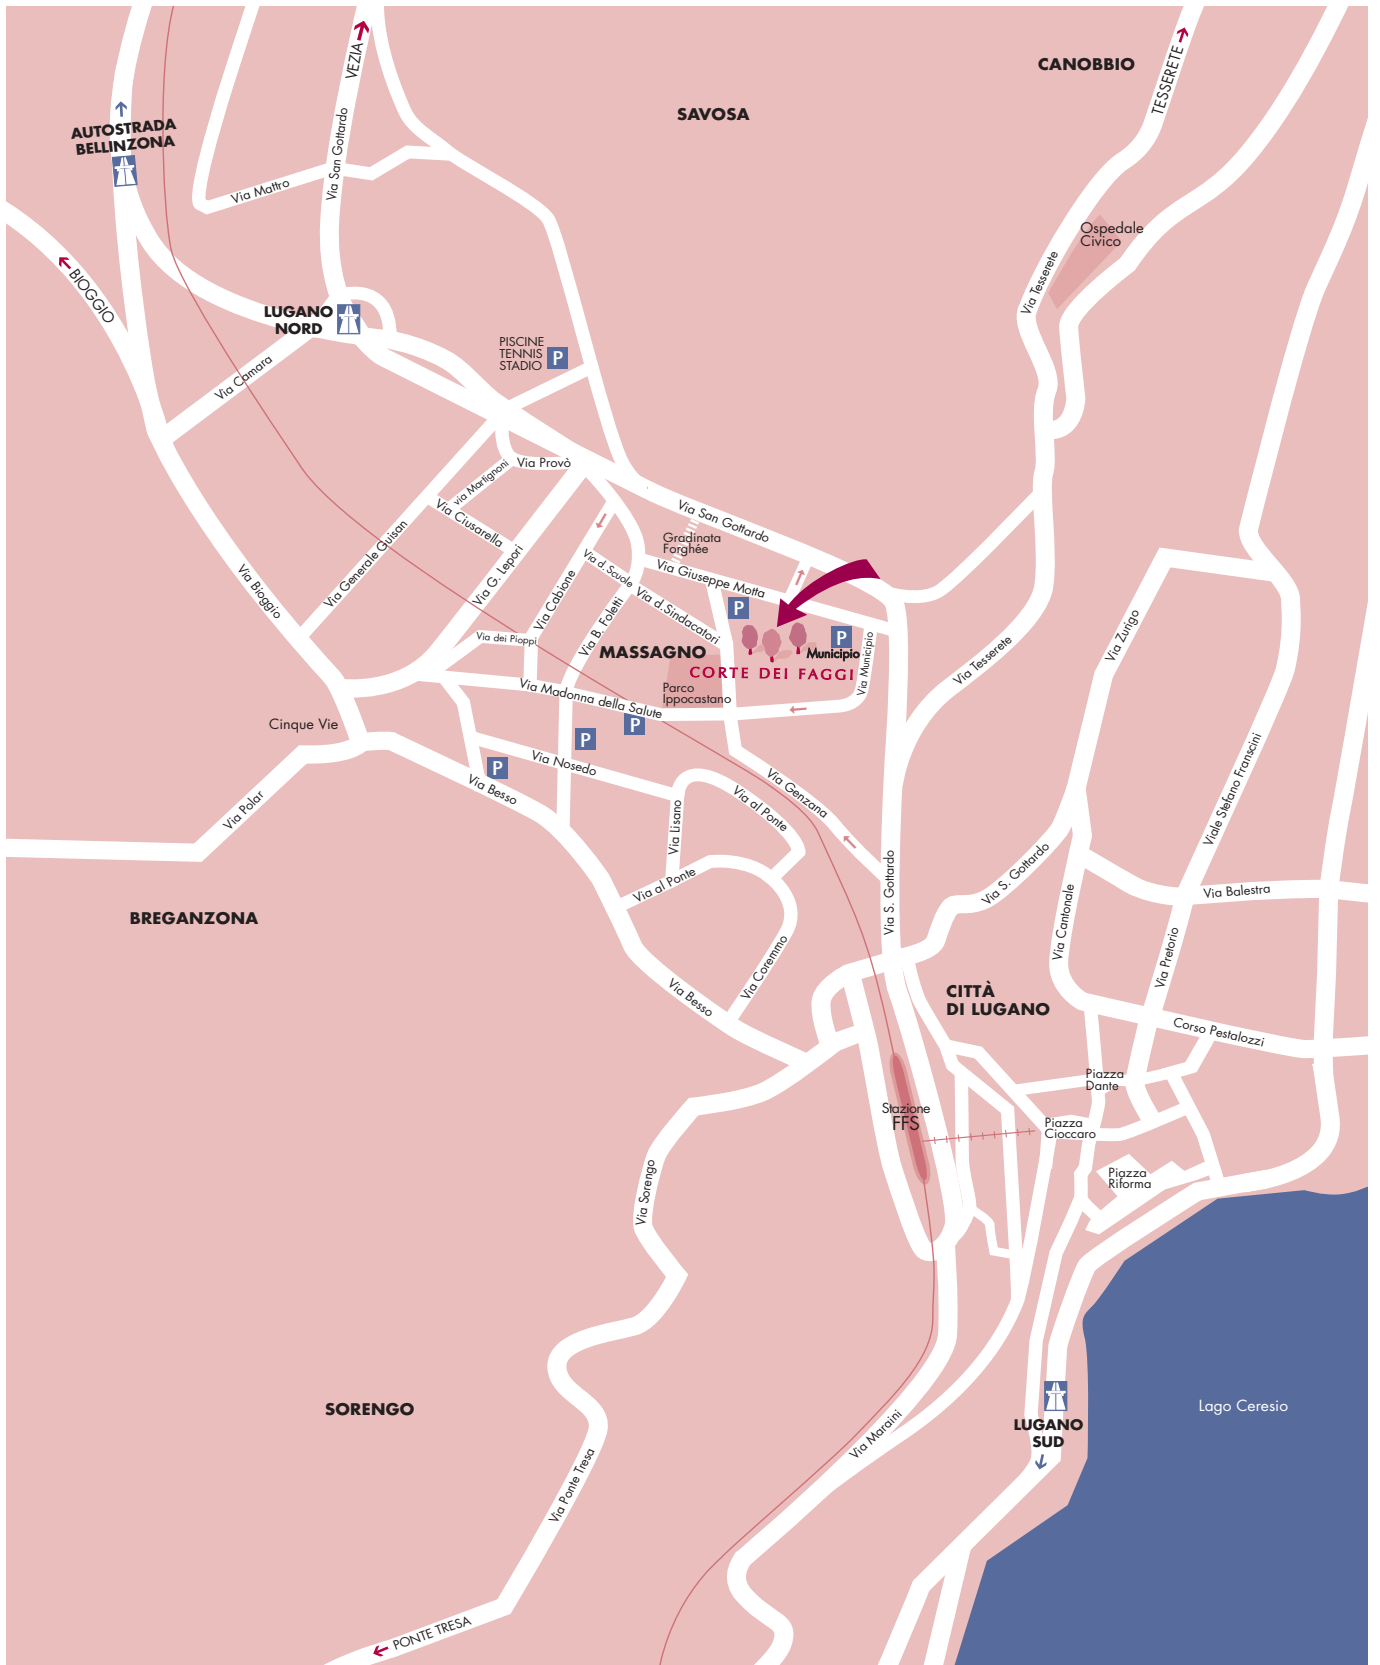 VEZIA
CANOBBIO
TESSERETE
SAVOSA
AUTOSTRADA
BELLINZONA
Via San Gottardo
Via Mattro
Ospedale
Civico
Via Tesserete
BIOGGIO
LUGANO
NORD
PISCINE
TENNIS
STADIO
P
Via Camara
Via Provò
via Martignoni
Via Ciusarella
Via San Gottardo
Gradinata
Forghée
Via Generale Guisan
Via G. Lepori
Via d. Scuole
Via Giuseppe Motta
Via Bioggio
Via Cabione
Via B. Foletti
Via d.Sindacatori
P
P
Via Zurigo
Via dei Pioppi
MASSAGNO
Municipio
Via Municipio
Via Tesserete
CORTE DEI FAGGI
Via Madonna della Salute
Parco
Ippocastano
Cinque Vie
P
P
P
Via Nosedo
Via Besso
Via Genzana
Viale Stefano Franscini
Via Polar
Via Lisano
Via al Ponte
Via al Ponte
Via S. Gottardo
Via S. Gottardo
Via Balestra
BREGANZONA
Via Cantonale
Via Pretorio
Via Coremmo
Via Besso
CITTÀ
DI LUGANO
Corso Pestalozzi
Piazza
Dante
Stazione
FFS
Piazza
Cioccaro
Piazza
Riforma
Via Sorengo
SORENGO
Lago Ceresio
LUGANO
SUD
Via Maraini
Via Ponte Tresa
PONTE TRESA